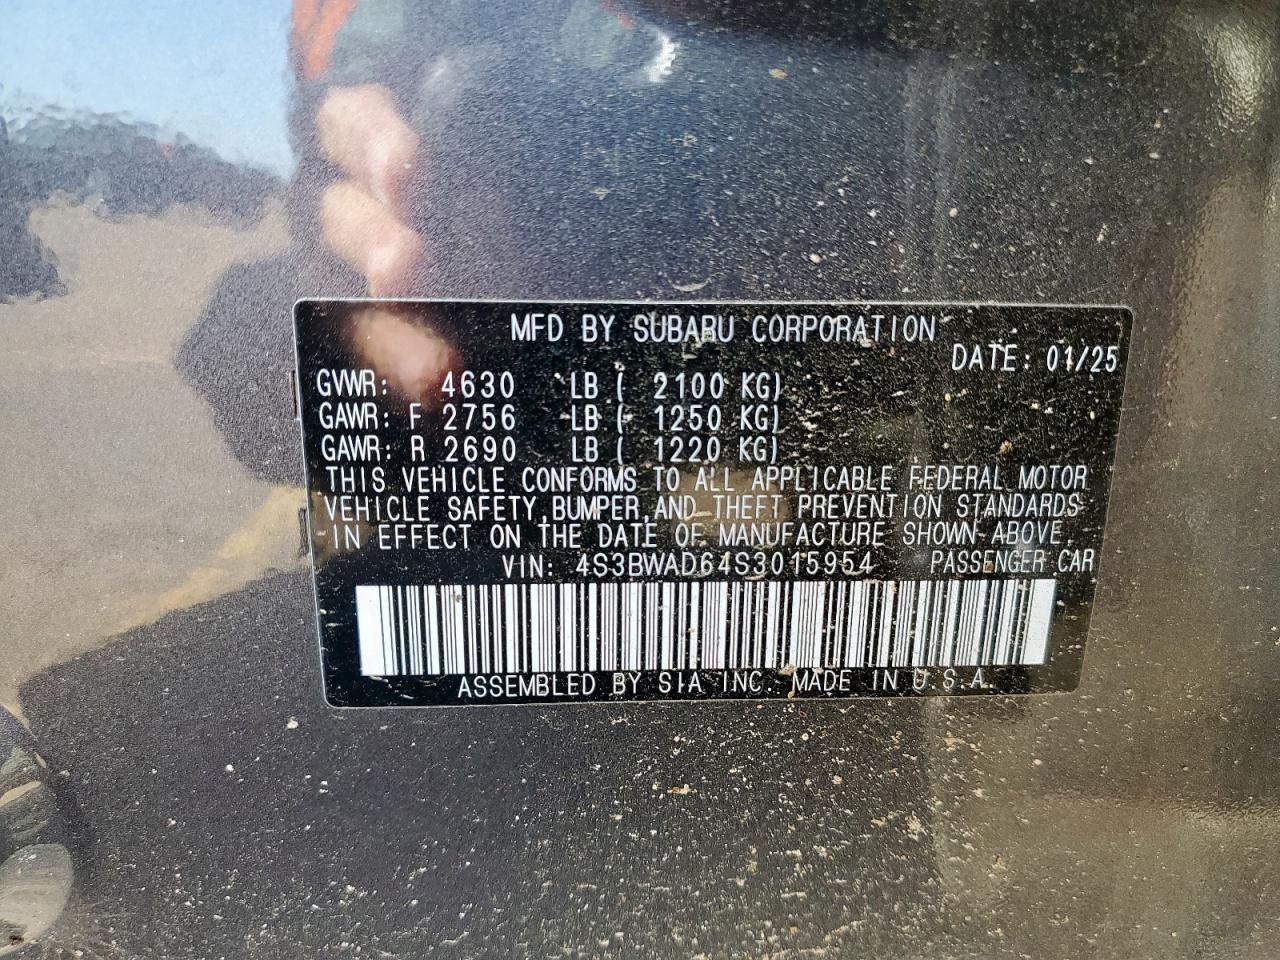 MFD BY SUBARU CORPORATION
DATE: 01/25
GVWR: 4630 LB ( 2100 KG)
GAWR: F 2756 LB ( 1250 KG)
GAWR: R 2690 LB ( 1220 KG)
THIS VEHICLE CONFORMS TO ALL APPLICABLE FEDERAL MOTOR
VEHICLE SAFETY, BUMPER, AND THEFT PREVENTION STANDARDS
IN EFFECT ON THE DATE OF MANUFACTURE SHOWN ABOVE.
VIN: 4S3BWAD64S3015954 PASSENGER CAR
ASSEMBLED BY SIA INC. MADE IN U.S.A.